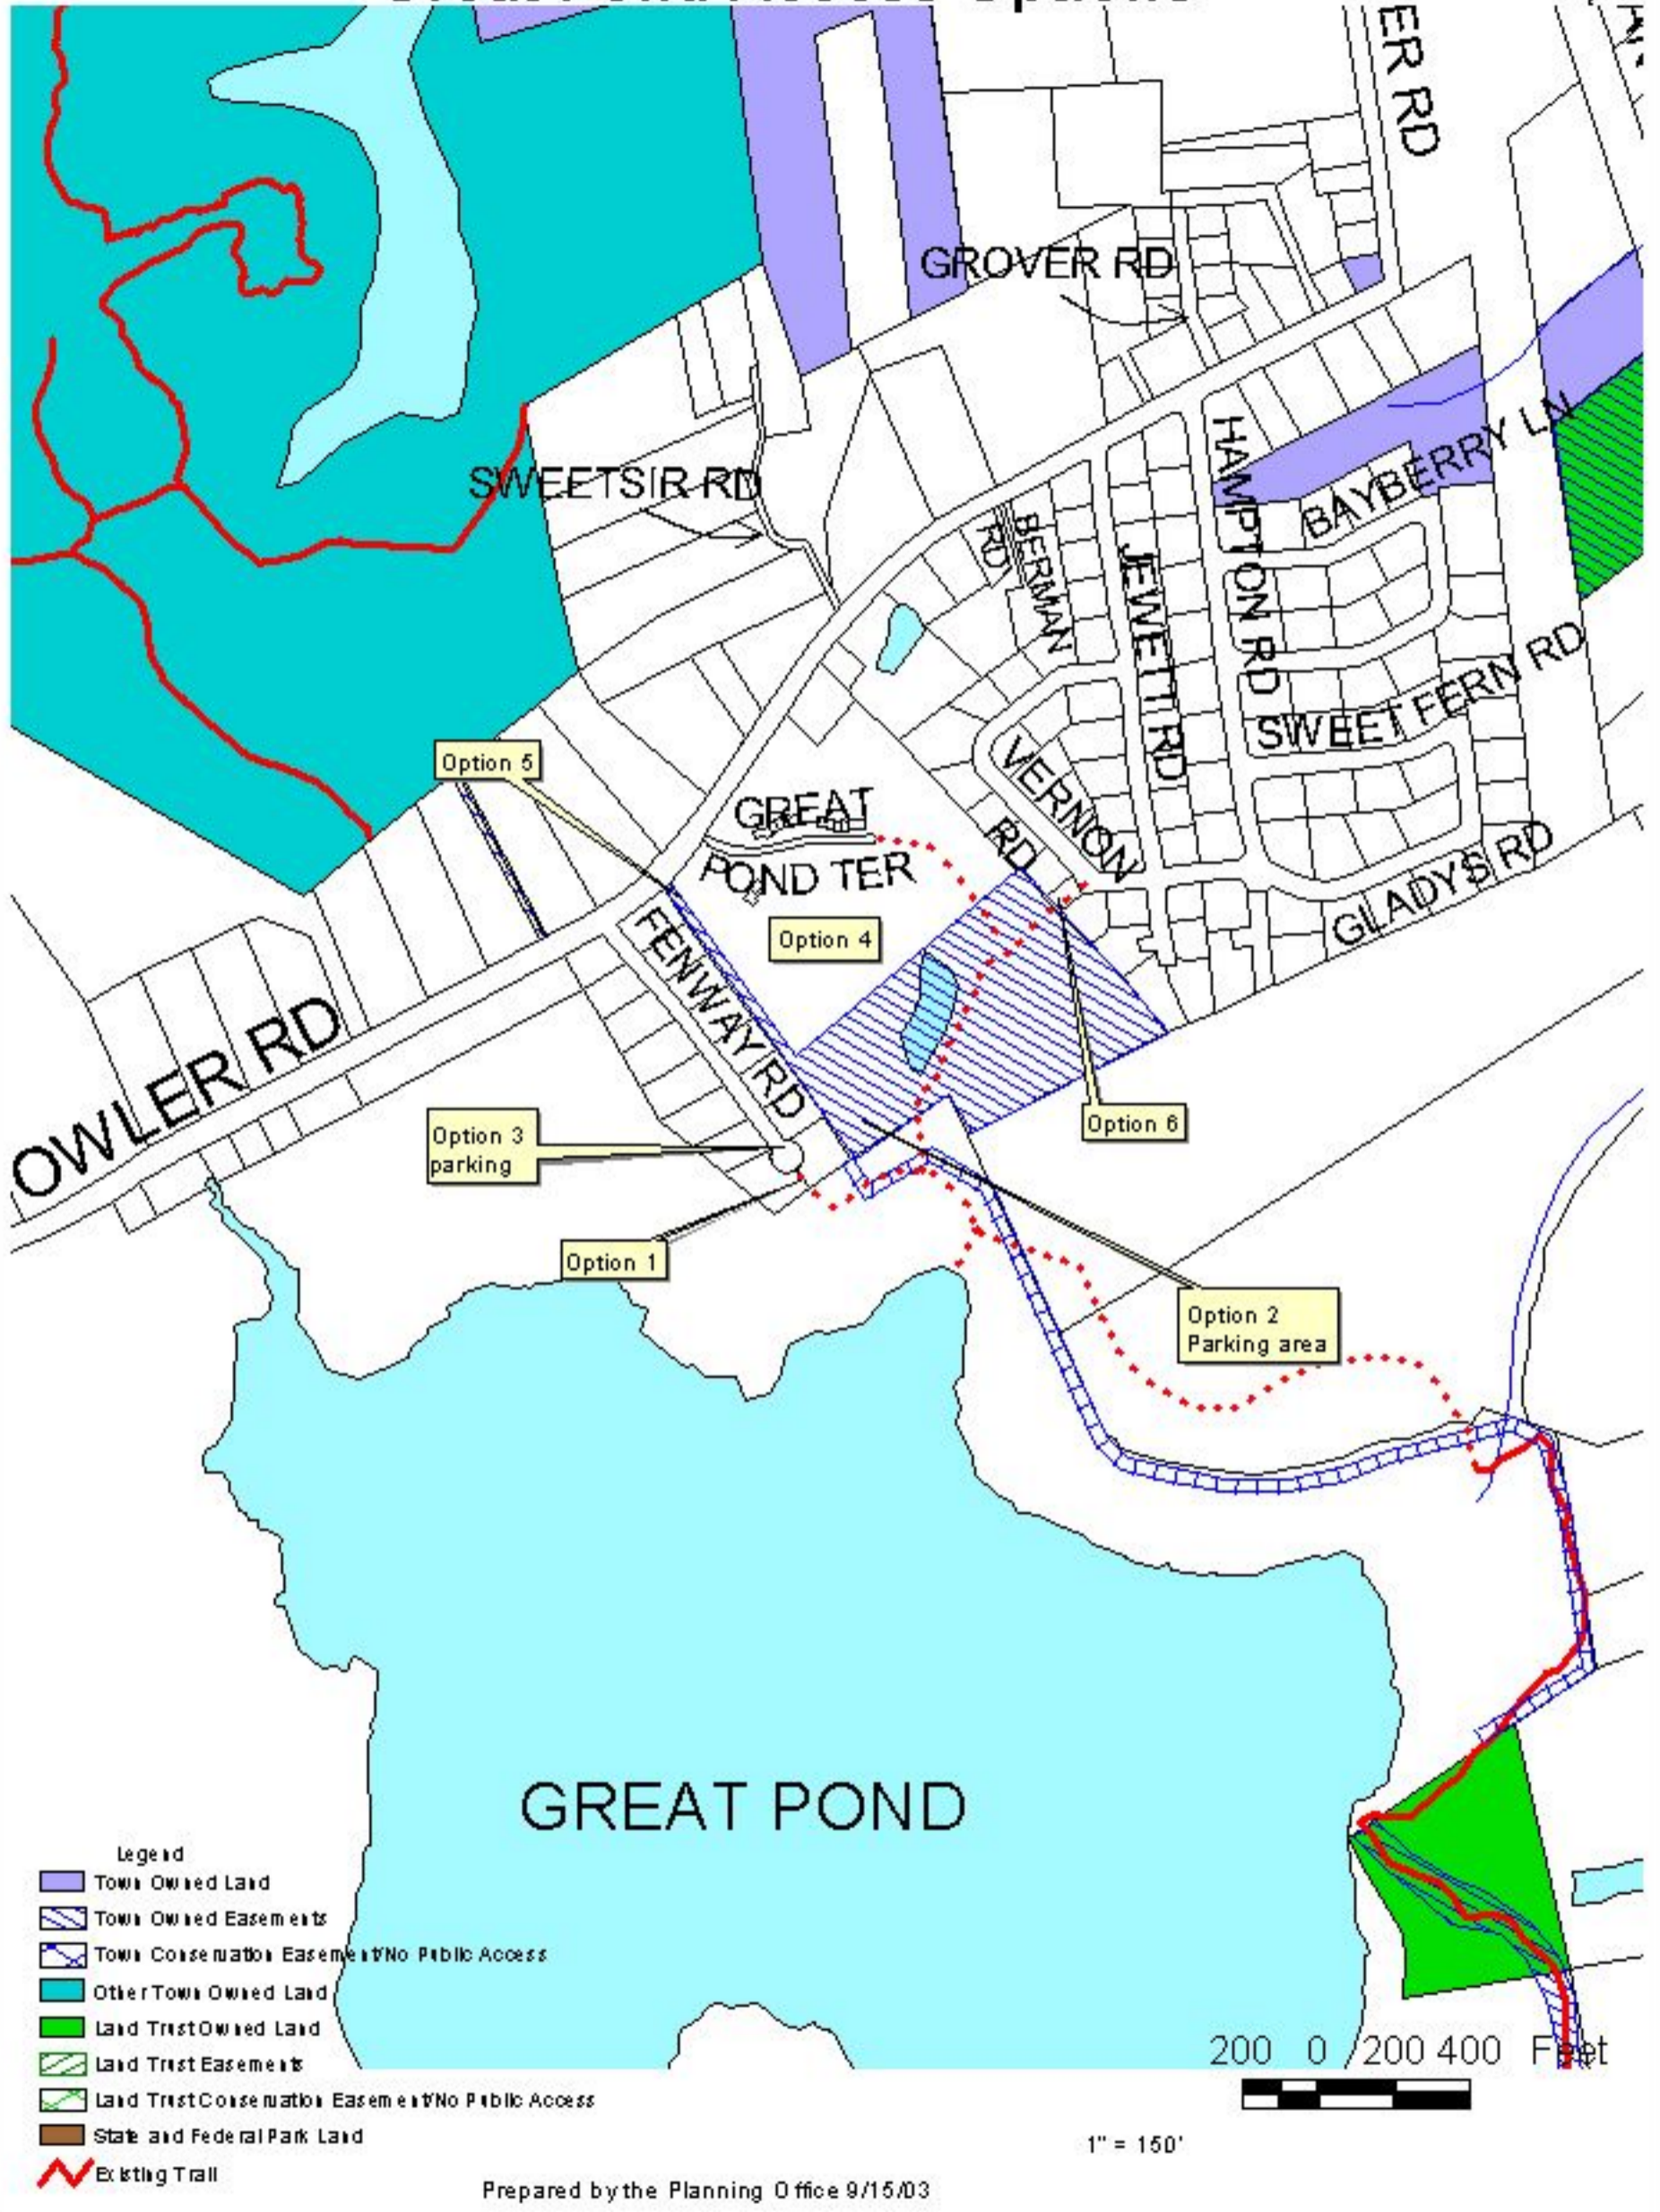 ER RD
GROVER RD
SWEETSIR RD
HAMPTON RD
BAYBERRY LN
BERMAN
RD
JEWETT RD
SWEET FERN RD
VERNON
RD
GLADYS RD
Option 5
GREAT
POND TER
Option 4
FENWAY RD
OWLER RD
Option 3
parking
Option 6
Option 1
Option 2
Parking area
GREAT POND
Legend
Town Owned Land
Town Owned Easements
Town Conservation Easement/No Public Access
Other Town Owned Land
Land Trust Owned Land
Land Trust Easements
Land Trust Conservation Easement/No Public Access
State and Federal Park Land
Existing Trail
200 0 200 400 Feet
1" = 150'
Prepared by the Planning Office 9/15/03